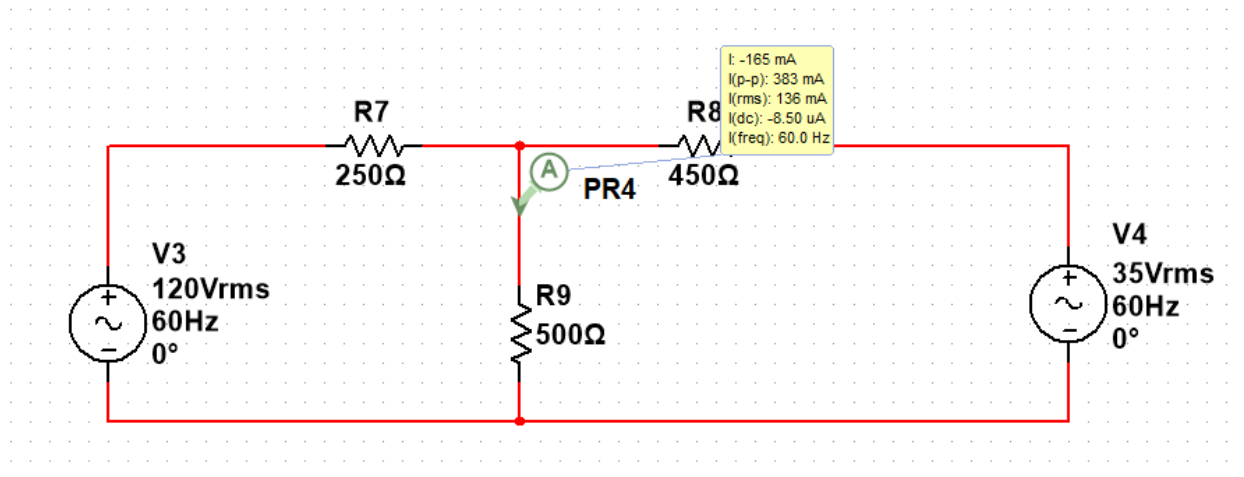 I: -165 mA
I(p-p): 383 mA
I(rms): 136 mA
I(dc): -8.50 uA
I(freq): 60.0 Hz
R7
250Ω
R8
450Ω
A
PR4
V3
120Vrms
60Hz
0°
R9
500Ω
V4
35Vrms
60Hz
0°